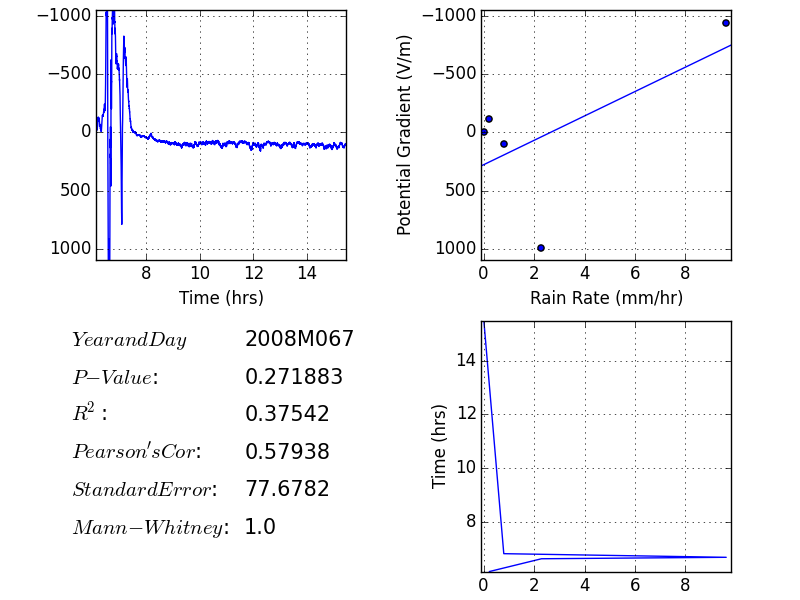 −1000
−500
0
500
1000
8 10 12 14
Time (hrs)
Potential Gradient (V/m)
−1000
−500
0
500
1000
0 2 4 6 8
Rain Rate (mm/hr)
YearandDay 2008M067
P−Value: 0.271883
R²: 0.37542
Pearson'sCor: 0.57938
StandardError: 77.6782
Mann−Whitney: 1.0
Time (hrs)
14
12
10
8
0 2 4 6 8